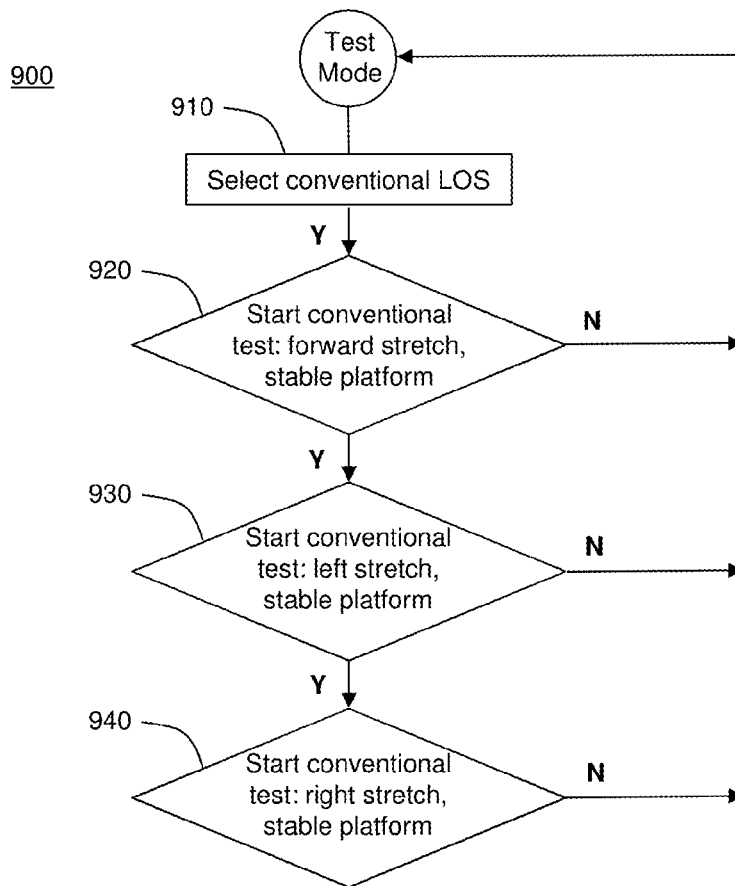 Test
Mode
900
910
Select conventional LOS
Y
920
Start conventional
test: forward stretch,
stable platform
N
Y
930
Start conventional
test: left stretch,
stable platform
N
Y
940
Start conventional
test: right stretch,
stable platform
N